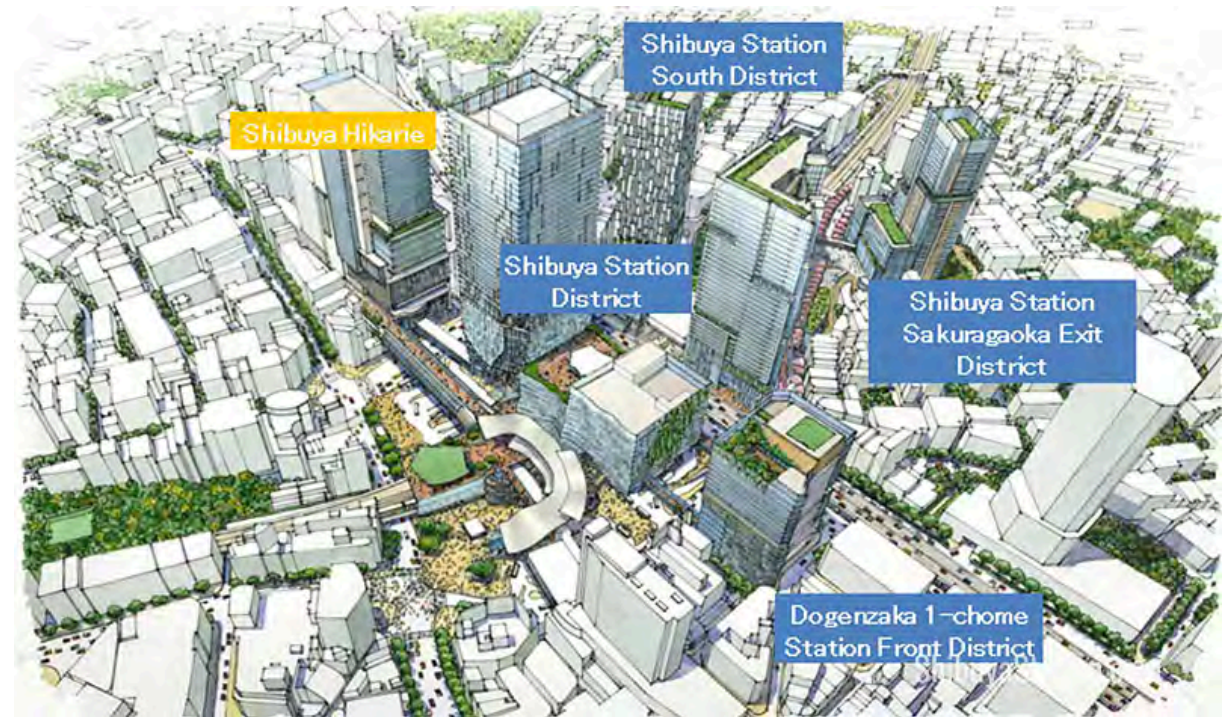 Shibuya Station
South District
Shibuya Hikarie
Shibuya Station
District
Shibuya Station
Sakuragaoka Exit
District
Dogenzaka 1-chome
Station Front District